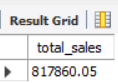 Result Grid
total_sales
817860.05